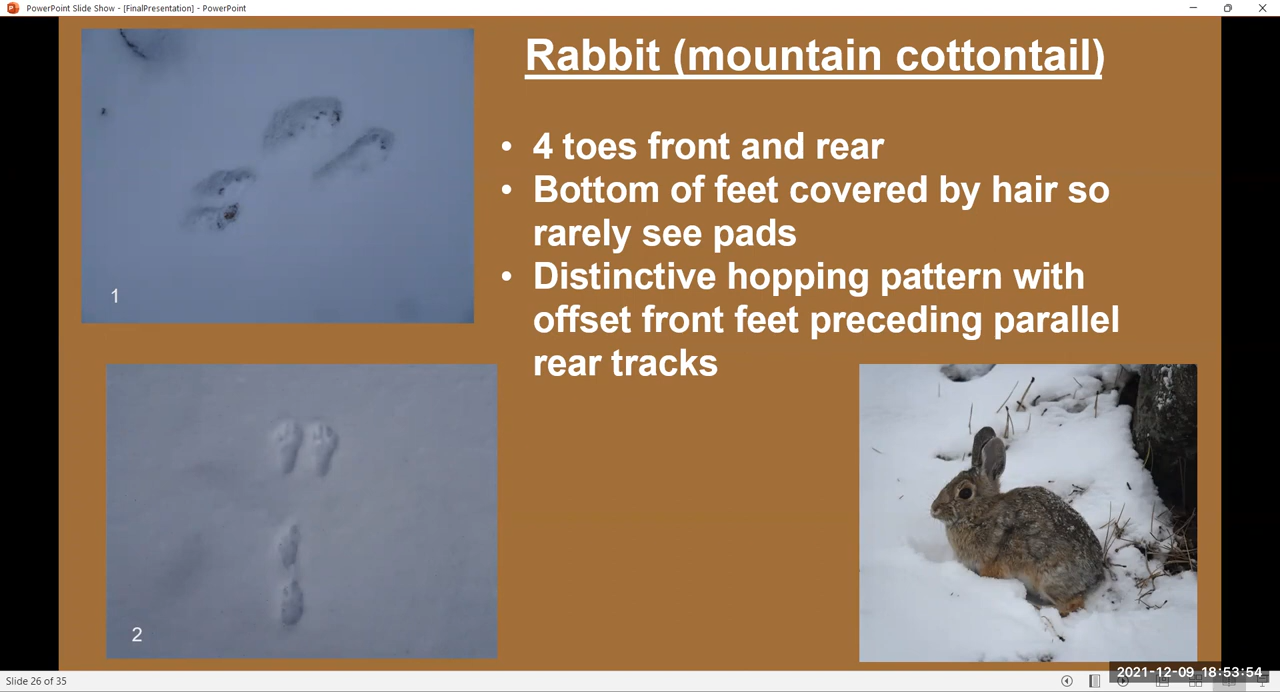 PowerPoint Slide Show - [FinalPresentation] - PowerPoint
Rabbit (mountain cottontail)
• 4 toes front and rear
• Bottom of feet covered by hair so
rarely see pads
• Distinctive hopping pattern with
offset front feet preceding parallel
rear tracks
1
2
2021-12-09 18:53:54
Slide 26 of 35